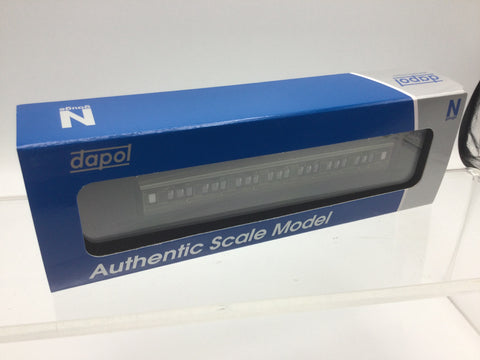 N
gauge
dapol
dapol
N
Authentic Scale Model